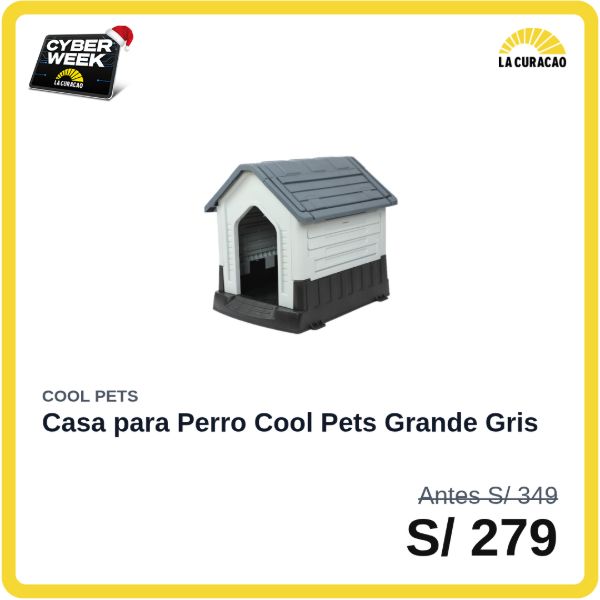 CYBER
WEEK
LA CURACAO
LA CURACAO
COOL PETS
Casa para Perro Cool Pets Grande Gris
Antes S/ 349
S/ 279